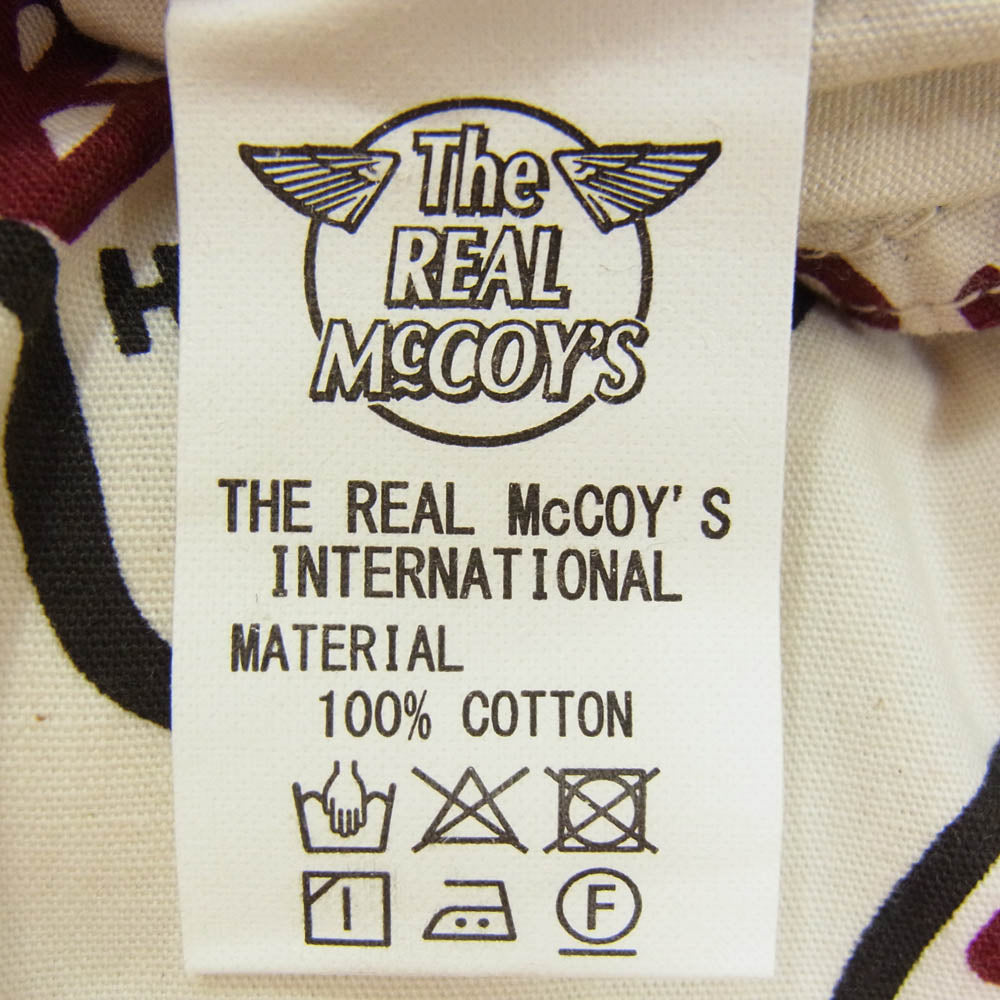 The
REAL
McCOY'S
THE REAL McCOY'S
INTERNATIONAL
MATERIAL
100% COTTON
F
H